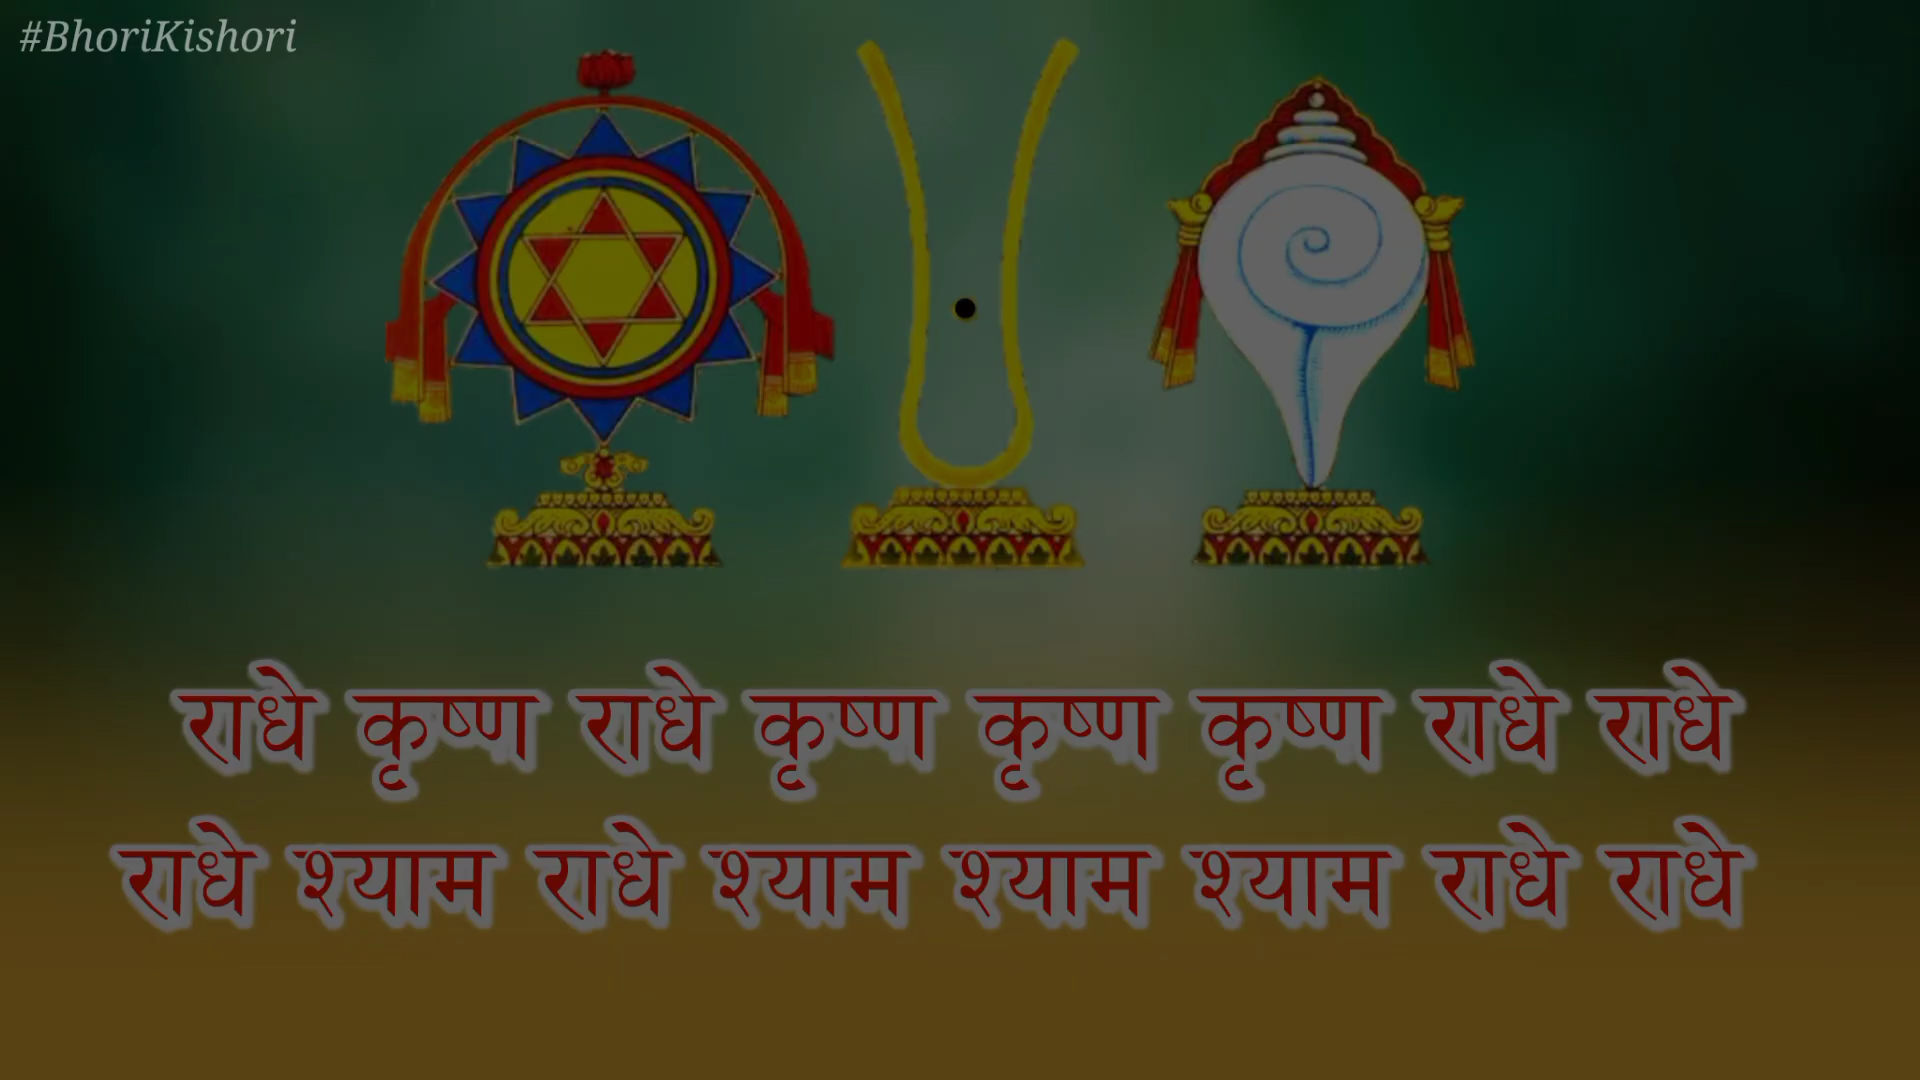 #BhoriKishori
राधे कृष्ण राधे कृष्ण कृष्ण कृष्ण राधे राधे
राधे श्याम राधे श्याम श्याम श्याम राधे राधे